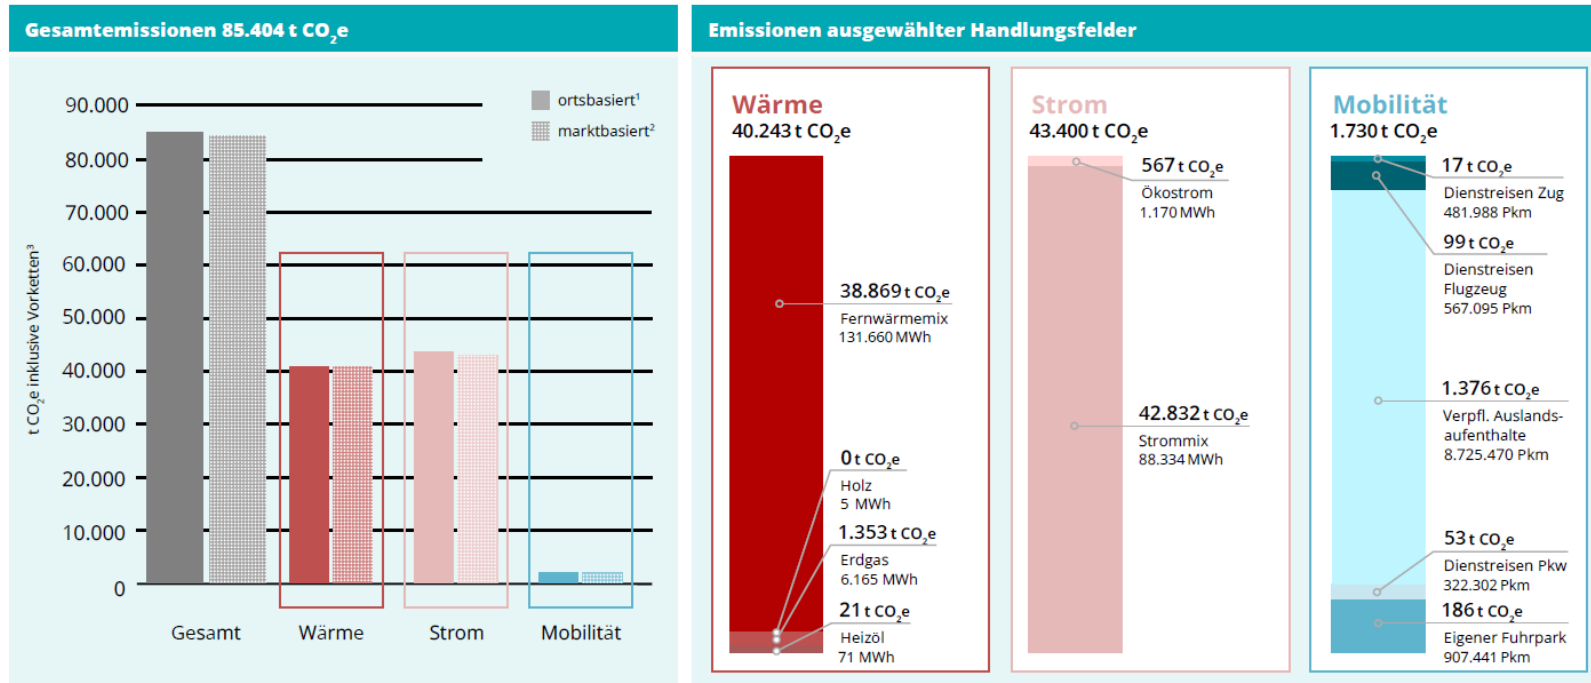 Gesamtemissionen 85.404 t CO₂e
90.000
80.000
70.000
60.000
50.000
40.000
30.000
20.000
10.000
0
t CO₂e inklusive Vorketten³
ortsbasiert¹
marktbasiert²
Gesamt
Wärme
Strom
Mobilität
Emissionen ausgewählter Handlungsfelder
Wärme
40.243 t CO₂e
38.869 t CO₂e
Fernwärmemix
131.660 MWh
0 t CO₂e
Holz
5 MWh
1.353 t CO₂e
Erdgas
6.165 MWh
21 t CO₂e
Heizöl
71 MWh
Strom
43.400 t CO₂e
567 t CO₂e
Ökostrom
1.170 MWh
42.832 t CO₂e
Strommix
88.334 MWh
Mobilität
1.730 t CO₂e
17 t CO₂e
Dienstreisen Zug
481.988 Pkm
99 t CO₂e
Dienstreisen
Flugzeug
567.095 Pkm
1.376 t CO₂e
Verpfl. Auslands-
aufenthalte
8.725.470 Pkm
53 t CO₂e
Dienstreisen Pkw
322.302 Pkm
186 t CO₂e
Eigener Fuhrpark
907.441 Pkm